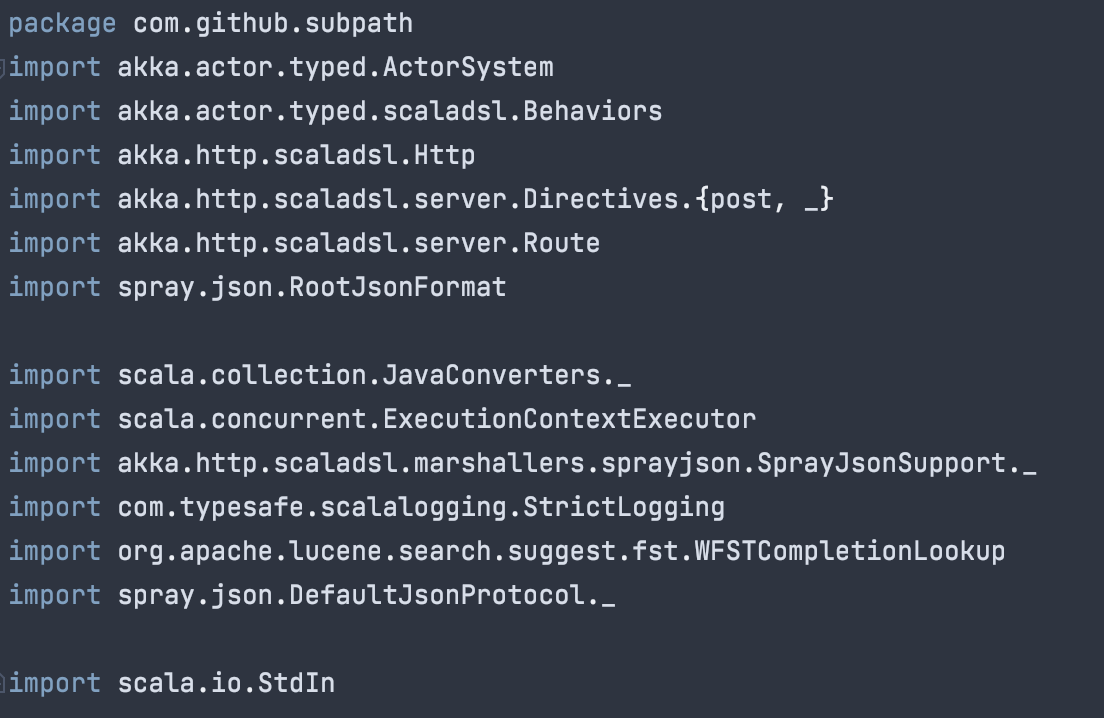 package com.github.subpath
import akka.actor.typed.ActorSystem
import akka.actor.typed.scaladsl.Behaviors
import akka.http.scaladsl.Http
import akka.http.scaladsl.server.Directives.{post, _}
import akka.http.scaladsl.server.Route
import spray.json.RootJsonFormat
import scala.collection.JavaConverters._
import scala.concurrent.ExecutionContextExecutor
import akka.http.scaladsl.marshallers.sprayjson.SprayJsonSupport._
import com.typesafe.scalalogging.StrictLogging
import org.apache.lucene.search.suggest.fst.WFSTCompletionLookup
import spray.json.DefaultJsonProtocol._
import scala.io.StdIn